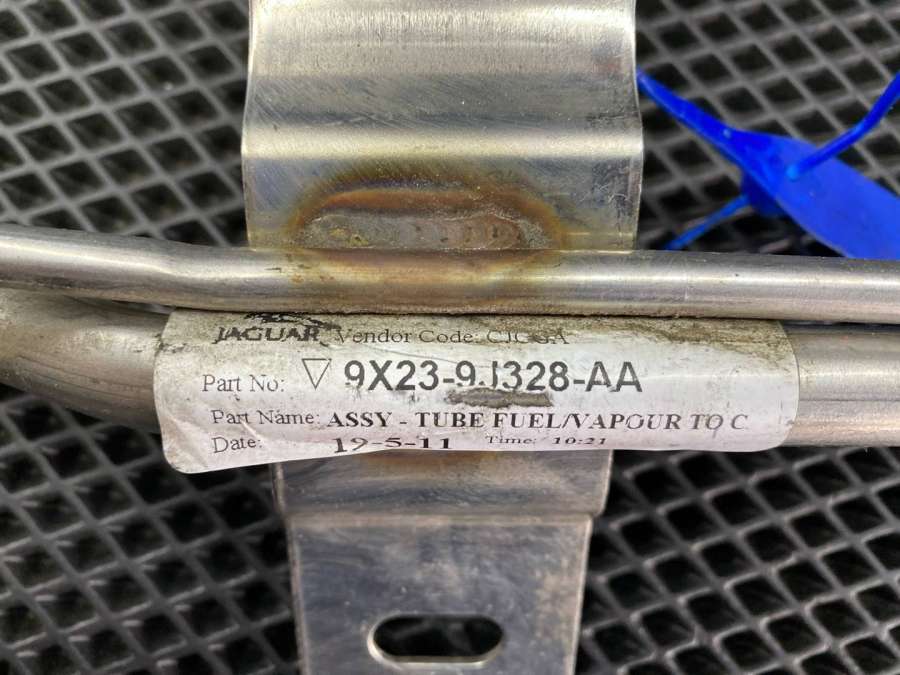 JAGUAR Vendor Code:
Part No: ▽ 9X23-9J328-AA
Part Name: ASSY - TUBE FUEL/VAPOUR TO C
Date: 19-5-11 Time: 10:21